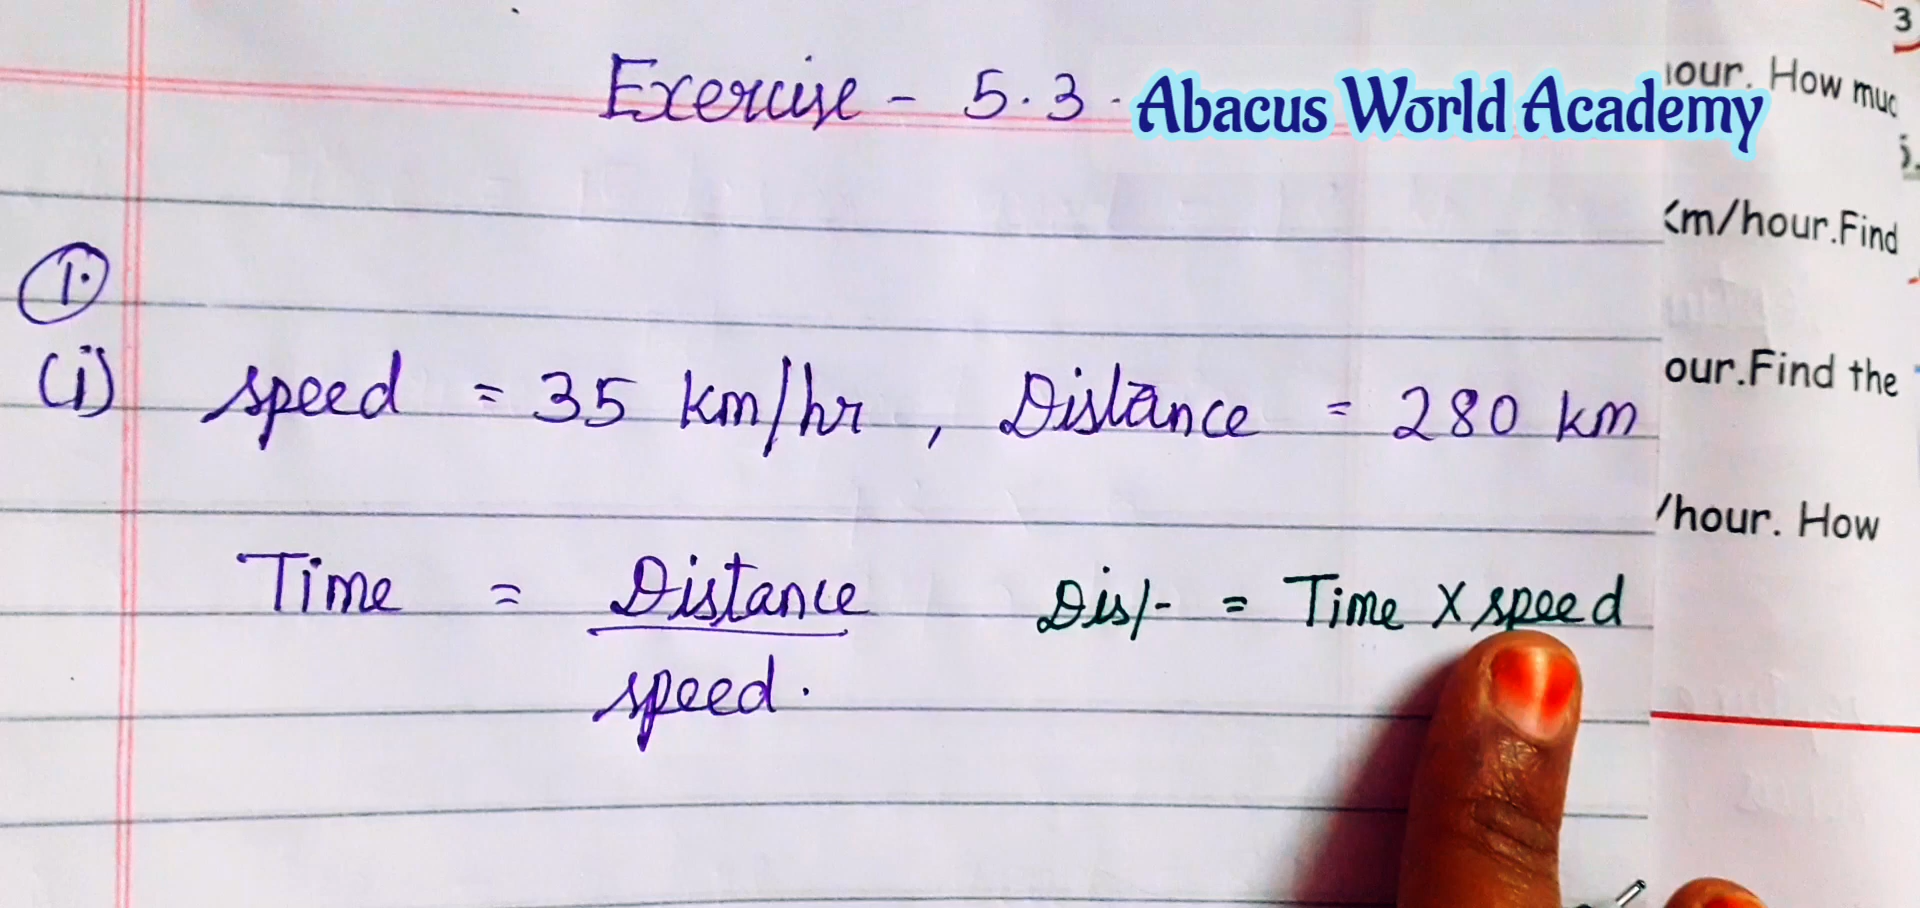 3
Exercise - 5.3.
Abacus World Academy
our. How muc
Km/hour.Find
1.
(i) speed = 35 km/hr, Distance = 280 km
our.Find the
/hour. How
Time = Distance
speed.
Dis/- = Time X speed